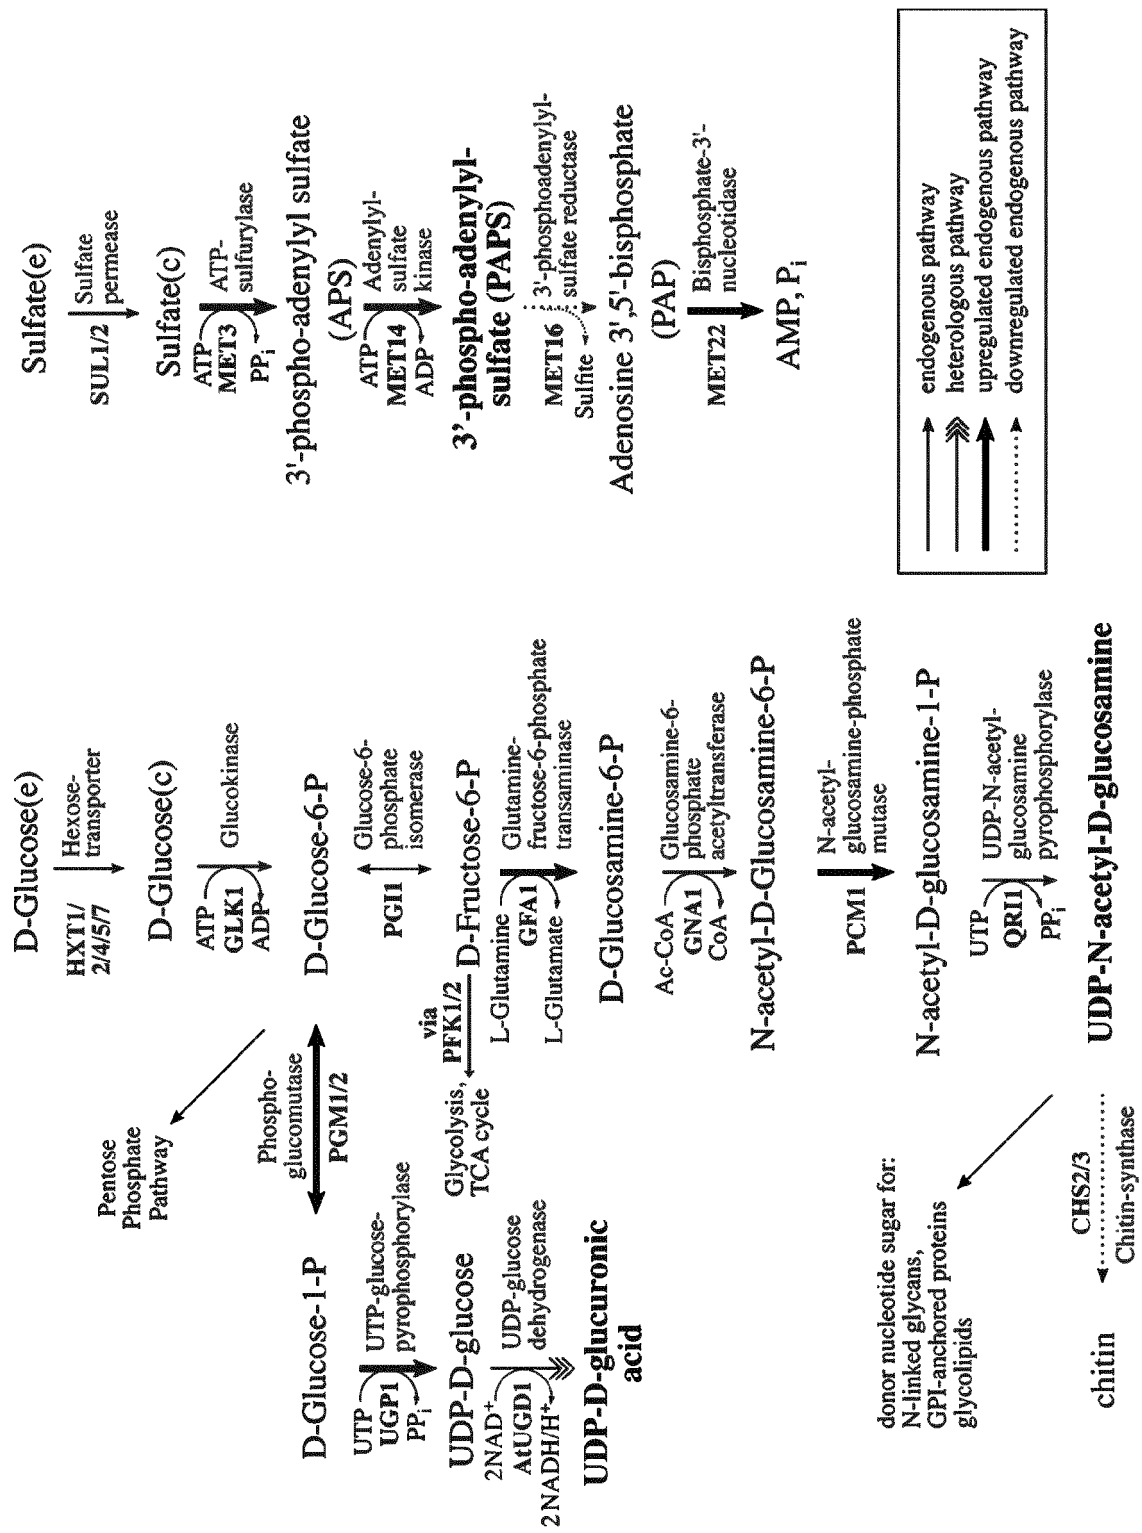 D-Glucose(e)
HXT1/
2/4/5/7
Hexose-
transporter
D-Glucose(c)
ATP
GLK1
ADP
Glucokinase
Pentose
Phosphate
Pathway
D-Glucose-1-P
Phospho-
glucomutase
PGM1/2
D-Glucose-6-P
UTP
UGP1
PPi
UTP-glucose-
pyrophosphorylase
PGI1
Glucose-6-
phosphate
isomerase
UDP-D-glucose
Glycolysis,
TCA cycle
via
PFK1/2
D-Fructose-6-P
2NAD+
AtUGD1
2NADH/H+
UDP-glucose
dehydrogenase
L-Glutamine
GFA1
L-Glutamate
Glutamine-
fructose-6-phosphate
transaminase
UDP-D-glucuronic
acid
D-Glucosamine-6-P
Ac-CoA
GNA1
CoA
Glucosamine-6-
phosphate
acetyltransferase
N-acetyl-D-Glucosamine-6-P
PCM1
N-acetyl-
glucosamine-phosphate
mutase
N-acetyl-D-glucosamine-1-P
UTP
QRI1
PPi
UDP-N-acetyl-
glucosamine
pyrophosphorylase
donor nucleotide sugar for:
N-linked glycans,
GPI-anchored proteins
glycolipids
chitin
CHS2/3
Chitin-synthase
UDP-N-acetyl-D-glucosamine
Sulfate(e)
SUL1/2
Sulfate
permease
Sulfate(c)
ATP
MET3
PPi
ATP-
sulfurylase
3'-phospho-adenylyl sulfate
(APS)
ATP
MET14
ADP
Adenylyl-
sulfate
kinase
3'-phospho-adenylyl-
sulfate (PAPS)
MET16
Sulfite
3'-phosphoadenylyl-
sulfate reductase
Adenosine 3',5'-bisphosphate
(PAP)
MET22
Bisphosphate-3'-
nucleotidase
AMP, Pi
endogenous pathway
heterologous pathway
upregulated endogenous pathway
downregulated endogenous pathway